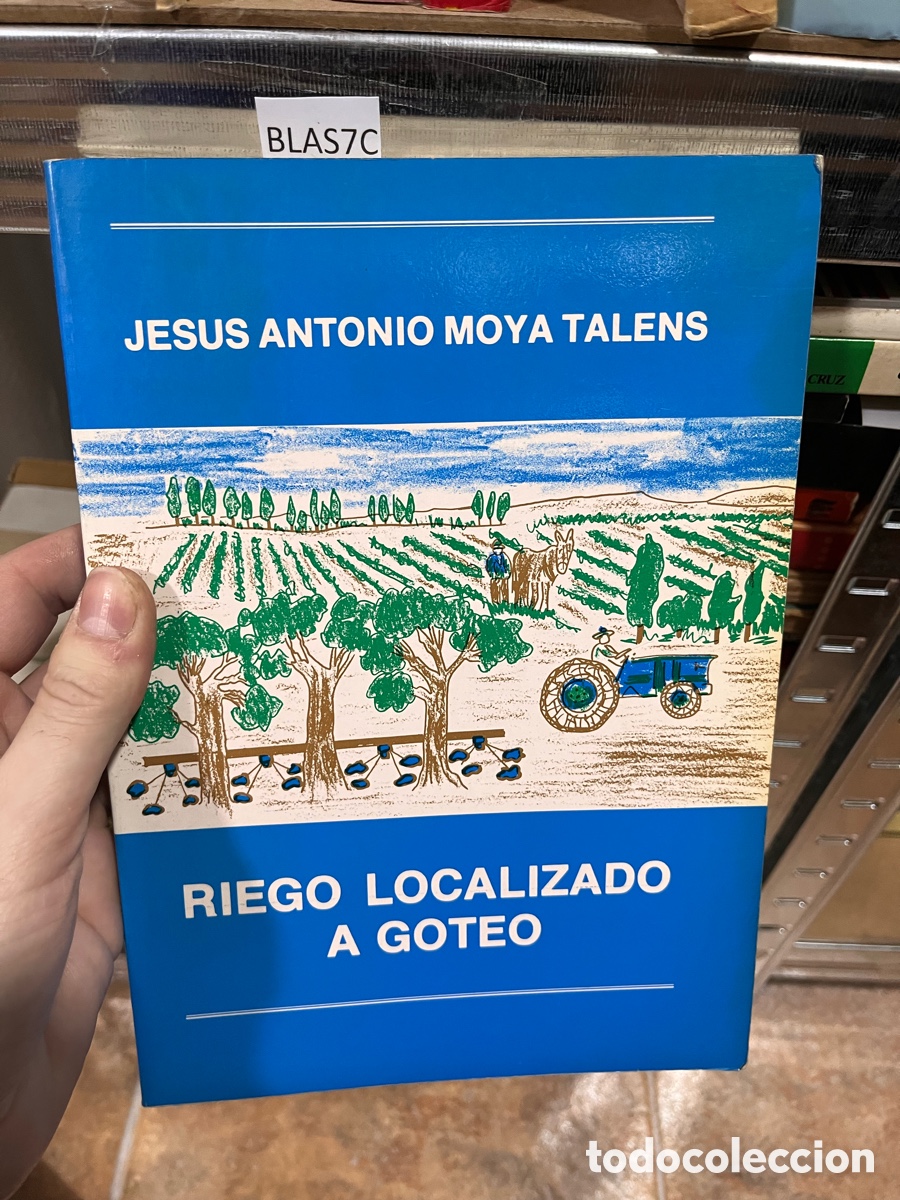 BLAS7C
JESUS ANTONIO MOYA TALENS
CRUZ
RIEGO LOCALIZADO
A GOTEO
todocoleccion